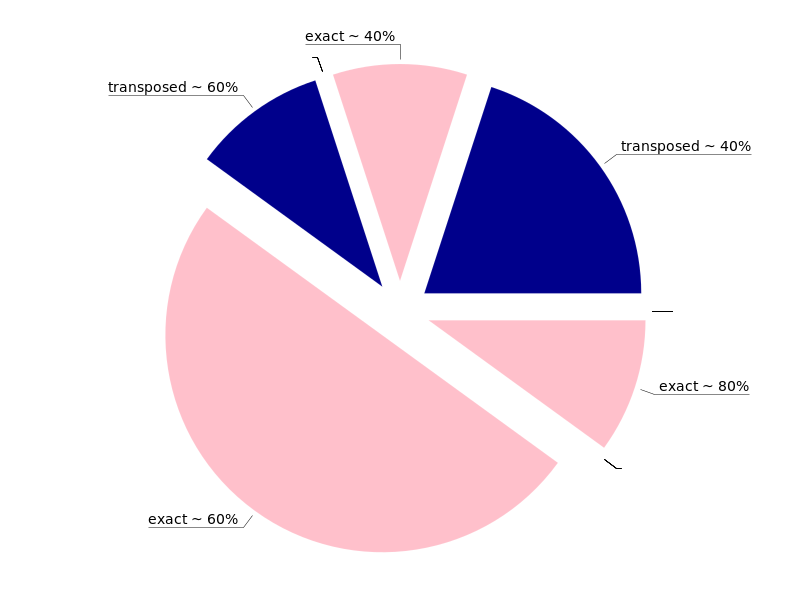 exact ~ 40%
transposed ~ 60%
transposed ~ 40%
exact ~ 80%
exact ~ 60%